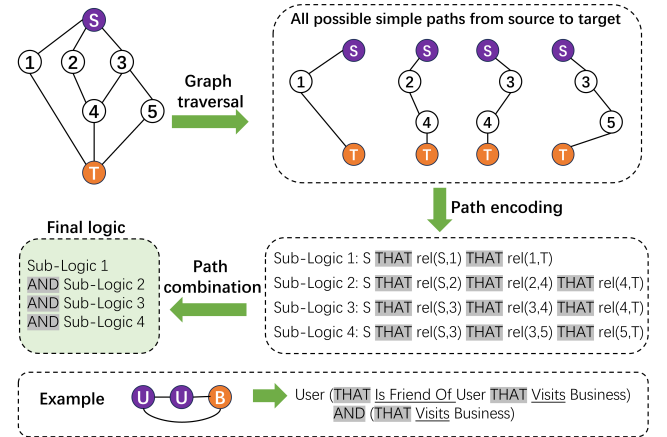 All possible simple paths from source to target
S
1
2
3
4
5
T
Graph
traversal
S
1
T
S
2
4
T
S
3
4
T
S
3
5
T
Path encoding
Sub-Logic 1: S THAT rel(S,1) THAT rel(1,T)
Sub-Logic 2: S THAT rel(S,2) THAT rel(2,4) THAT rel(4,T)
Sub-Logic 3: S THAT rel(S,3) THAT rel(3,4) THAT rel(4,T)
Sub-Logic 4: S THAT rel(S,3) THAT rel(3,5) THAT rel(5,T)
Path
combination
Final logic
Sub-Logic 1
AND Sub-Logic 2
AND Sub-Logic 3
AND Sub-Logic 4
Example
U U B
User (THAT Is Friend Of User THAT Visits Business)
AND (THAT Visits Business)